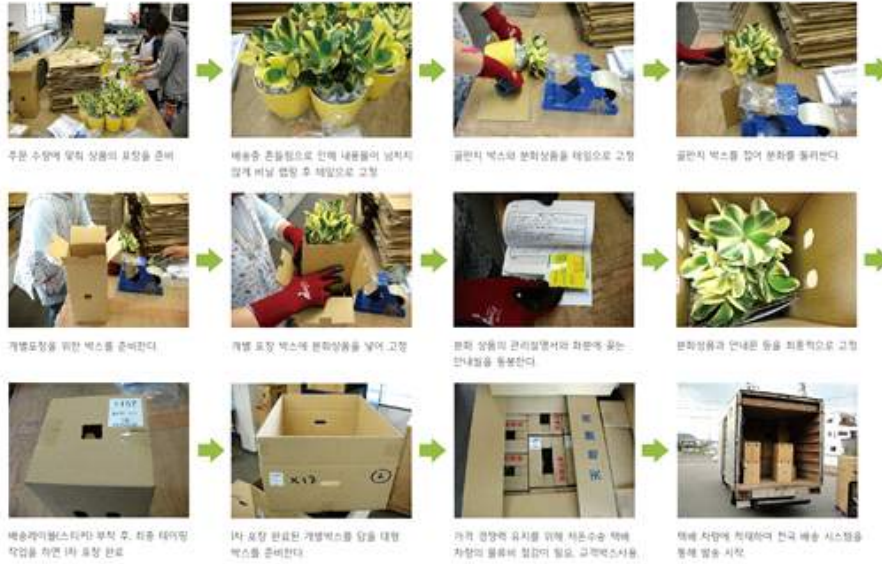 주문 수량에 맞춰 상품의 포장을 준비
배송중 흔들림으로 인해 내용물이 넘치지
않게 비닐 랩핑 후 테잎으로 고정
골판지 박스와 분화상품을 테잎으로 고정
골판지 박스를 접어 분화를 둘러싼다.
개별포장을 위한 박스를 준비한다.
개별 포장 박스에 분화상품을 넣어 고정
분화 상품의 관리설명서와 화분에 꽂는
안내필을 동봉한다.
분화상품과 안내문 등을 최종적으로 고정
배송레이블(스티커) 부착 후, 최종 테이핑
작업을 하면 1차 포장 완료
1차 포장 완료된 개별박스를 담을 대형
박스를 준비한다.
가격 경쟁력 유지를 위해 저온수송 택배
차량의 물류비 절감이 필요, 규격박스사용
택배 차량에 적재하여 전국 배송 시스템을
통해 발송 시작.
X12
2